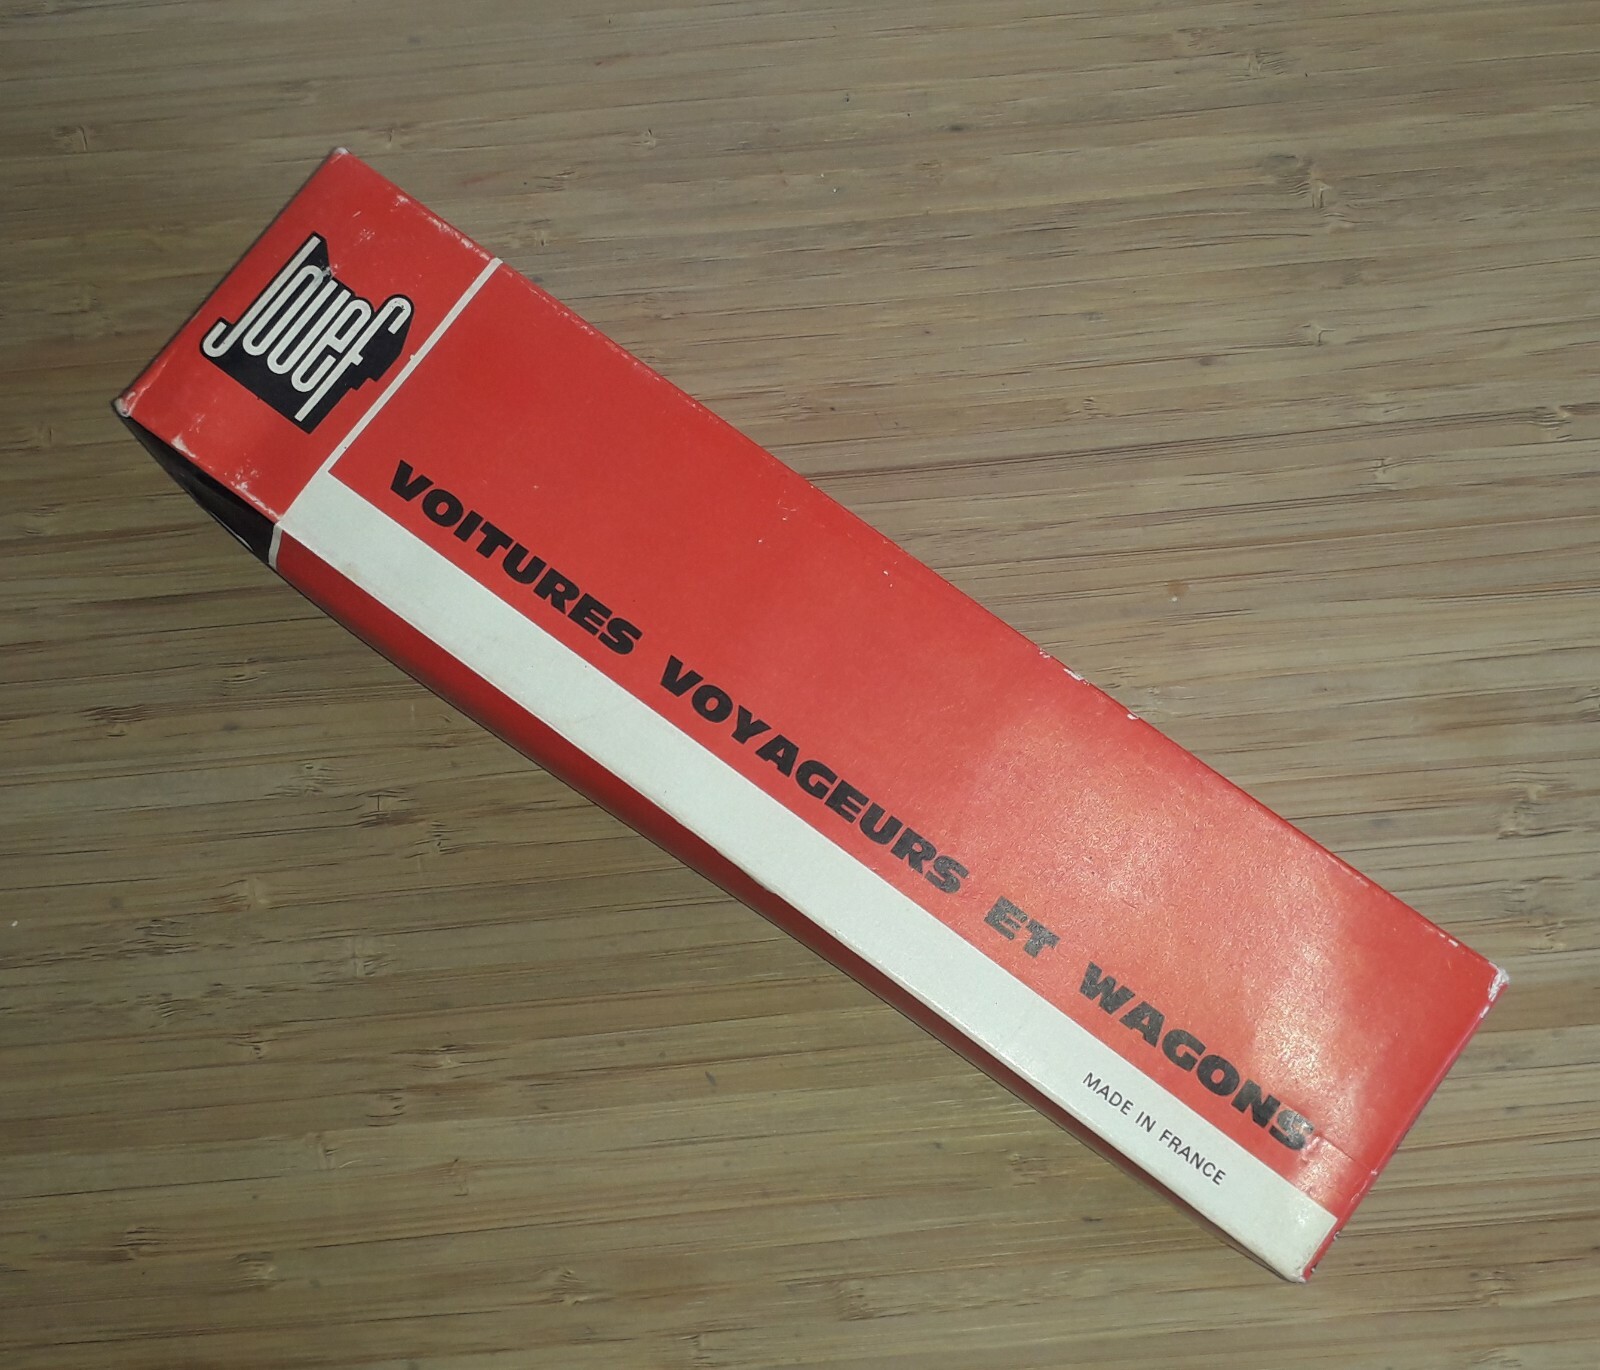 Jouef
VOITURES VOYAGEURS ET WAGONS
MADE IN FRANCE